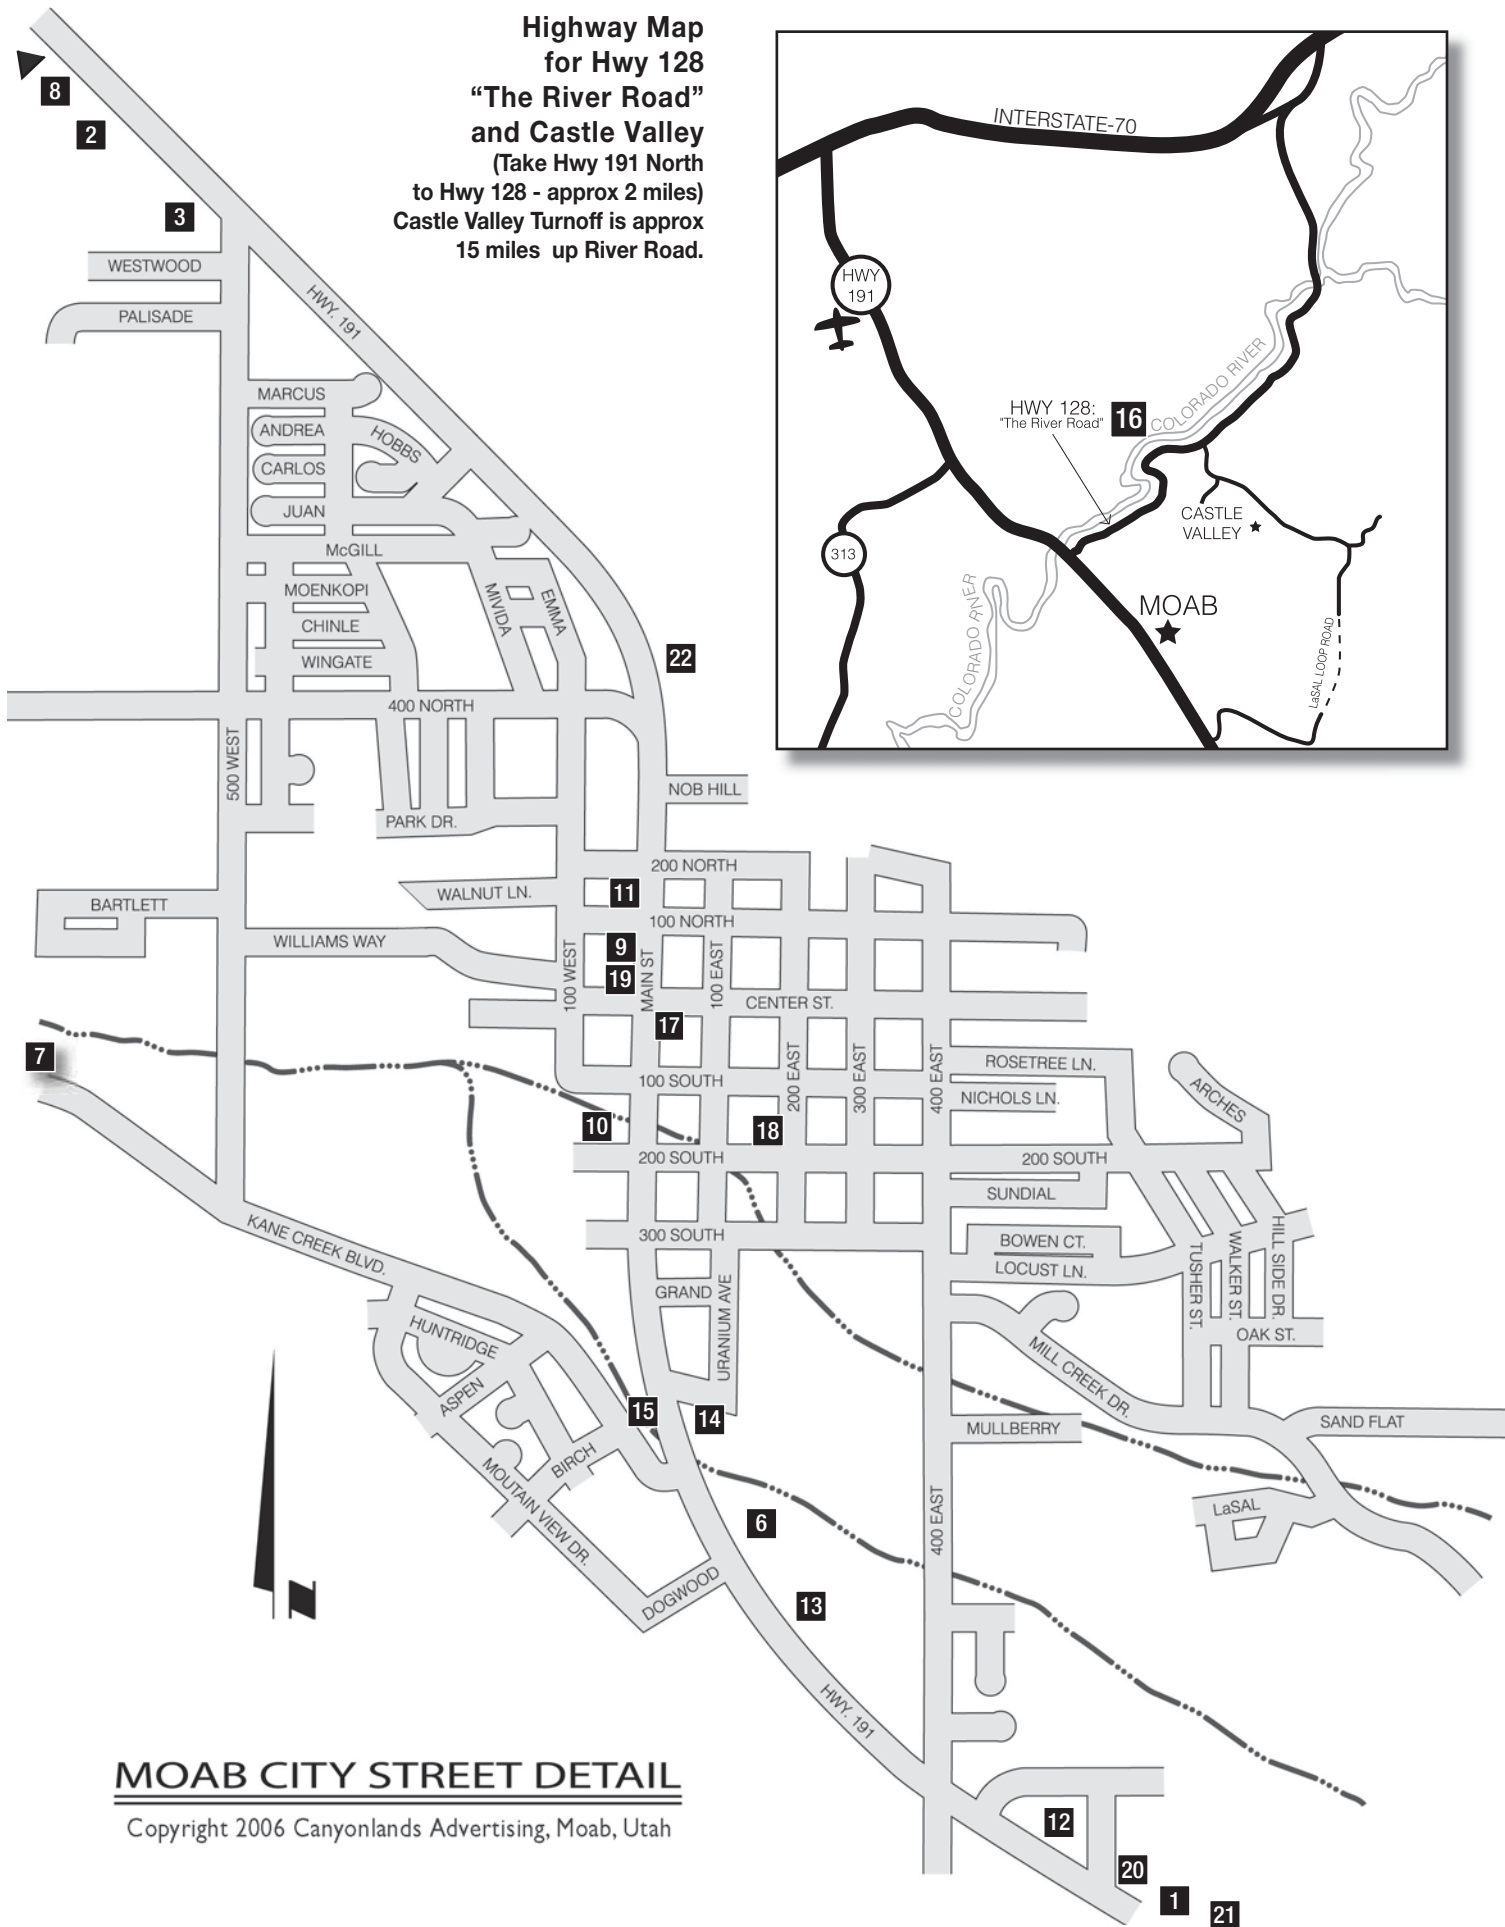 Highway Map
for Hwy 128
“The River Road”
and Castle Valley
(Take Hwy 191 North
to Hwy 128 - approx 2 miles)
Castle Valley Turnoff is approx
15 miles up River Road.
INTERSTATE-70
HWY
191
HWY 128:
"The River Road"
16
COLORADO RIVER
CASTLE
VALLEY
313
COLORADO RIVER
MOAB
LaSAL LOOP ROAD
8
2
3
WESTWOOD
PALISADE
HWY. 191
MARCUS
ANDREA
HOBBS
CARLOS
JUAN
McGILL
MOENKOPI
MIVIDA
EMMA
CHINLE
WINGATE
22
400 NORTH
500 WEST
NOB HILL
PARK DR.
200 NORTH
WALNUT LN.
11
BARTLETT
100 NORTH
WILLIAMS WAY
9
19
100 WEST
MAIN ST
100 EAST
CENTER ST.
17
7
200 EAST
300 EAST
400 EAST
ROSETREE LN.
100 SOUTH
NICHOLS LN.
ARCHES
10
18
200 SOUTH
200 SOUTH
SUNDIAL
KANE CREEK BLVD.
300 SOUTH
BOWEN CT.
LOCUST LN.
TUSHER ST.
WALKER ST.
HILL SIDE DR.
GRAND
URANIUM AVE
HUNTRIDGE
OAK ST.
MILL CREEK DR.
ASPEN
15
14
MULLBERRY
SAND FLAT
BIRCH
MOUTAIN VIEW DR.
LaSAL
6
400 EAST
DOGWOOD
13
HWY. 191
MOAB CITY STREET DETAIL
Copyright 2006 Canyonlands Advertising, Moab, Utah
12
20
1
21